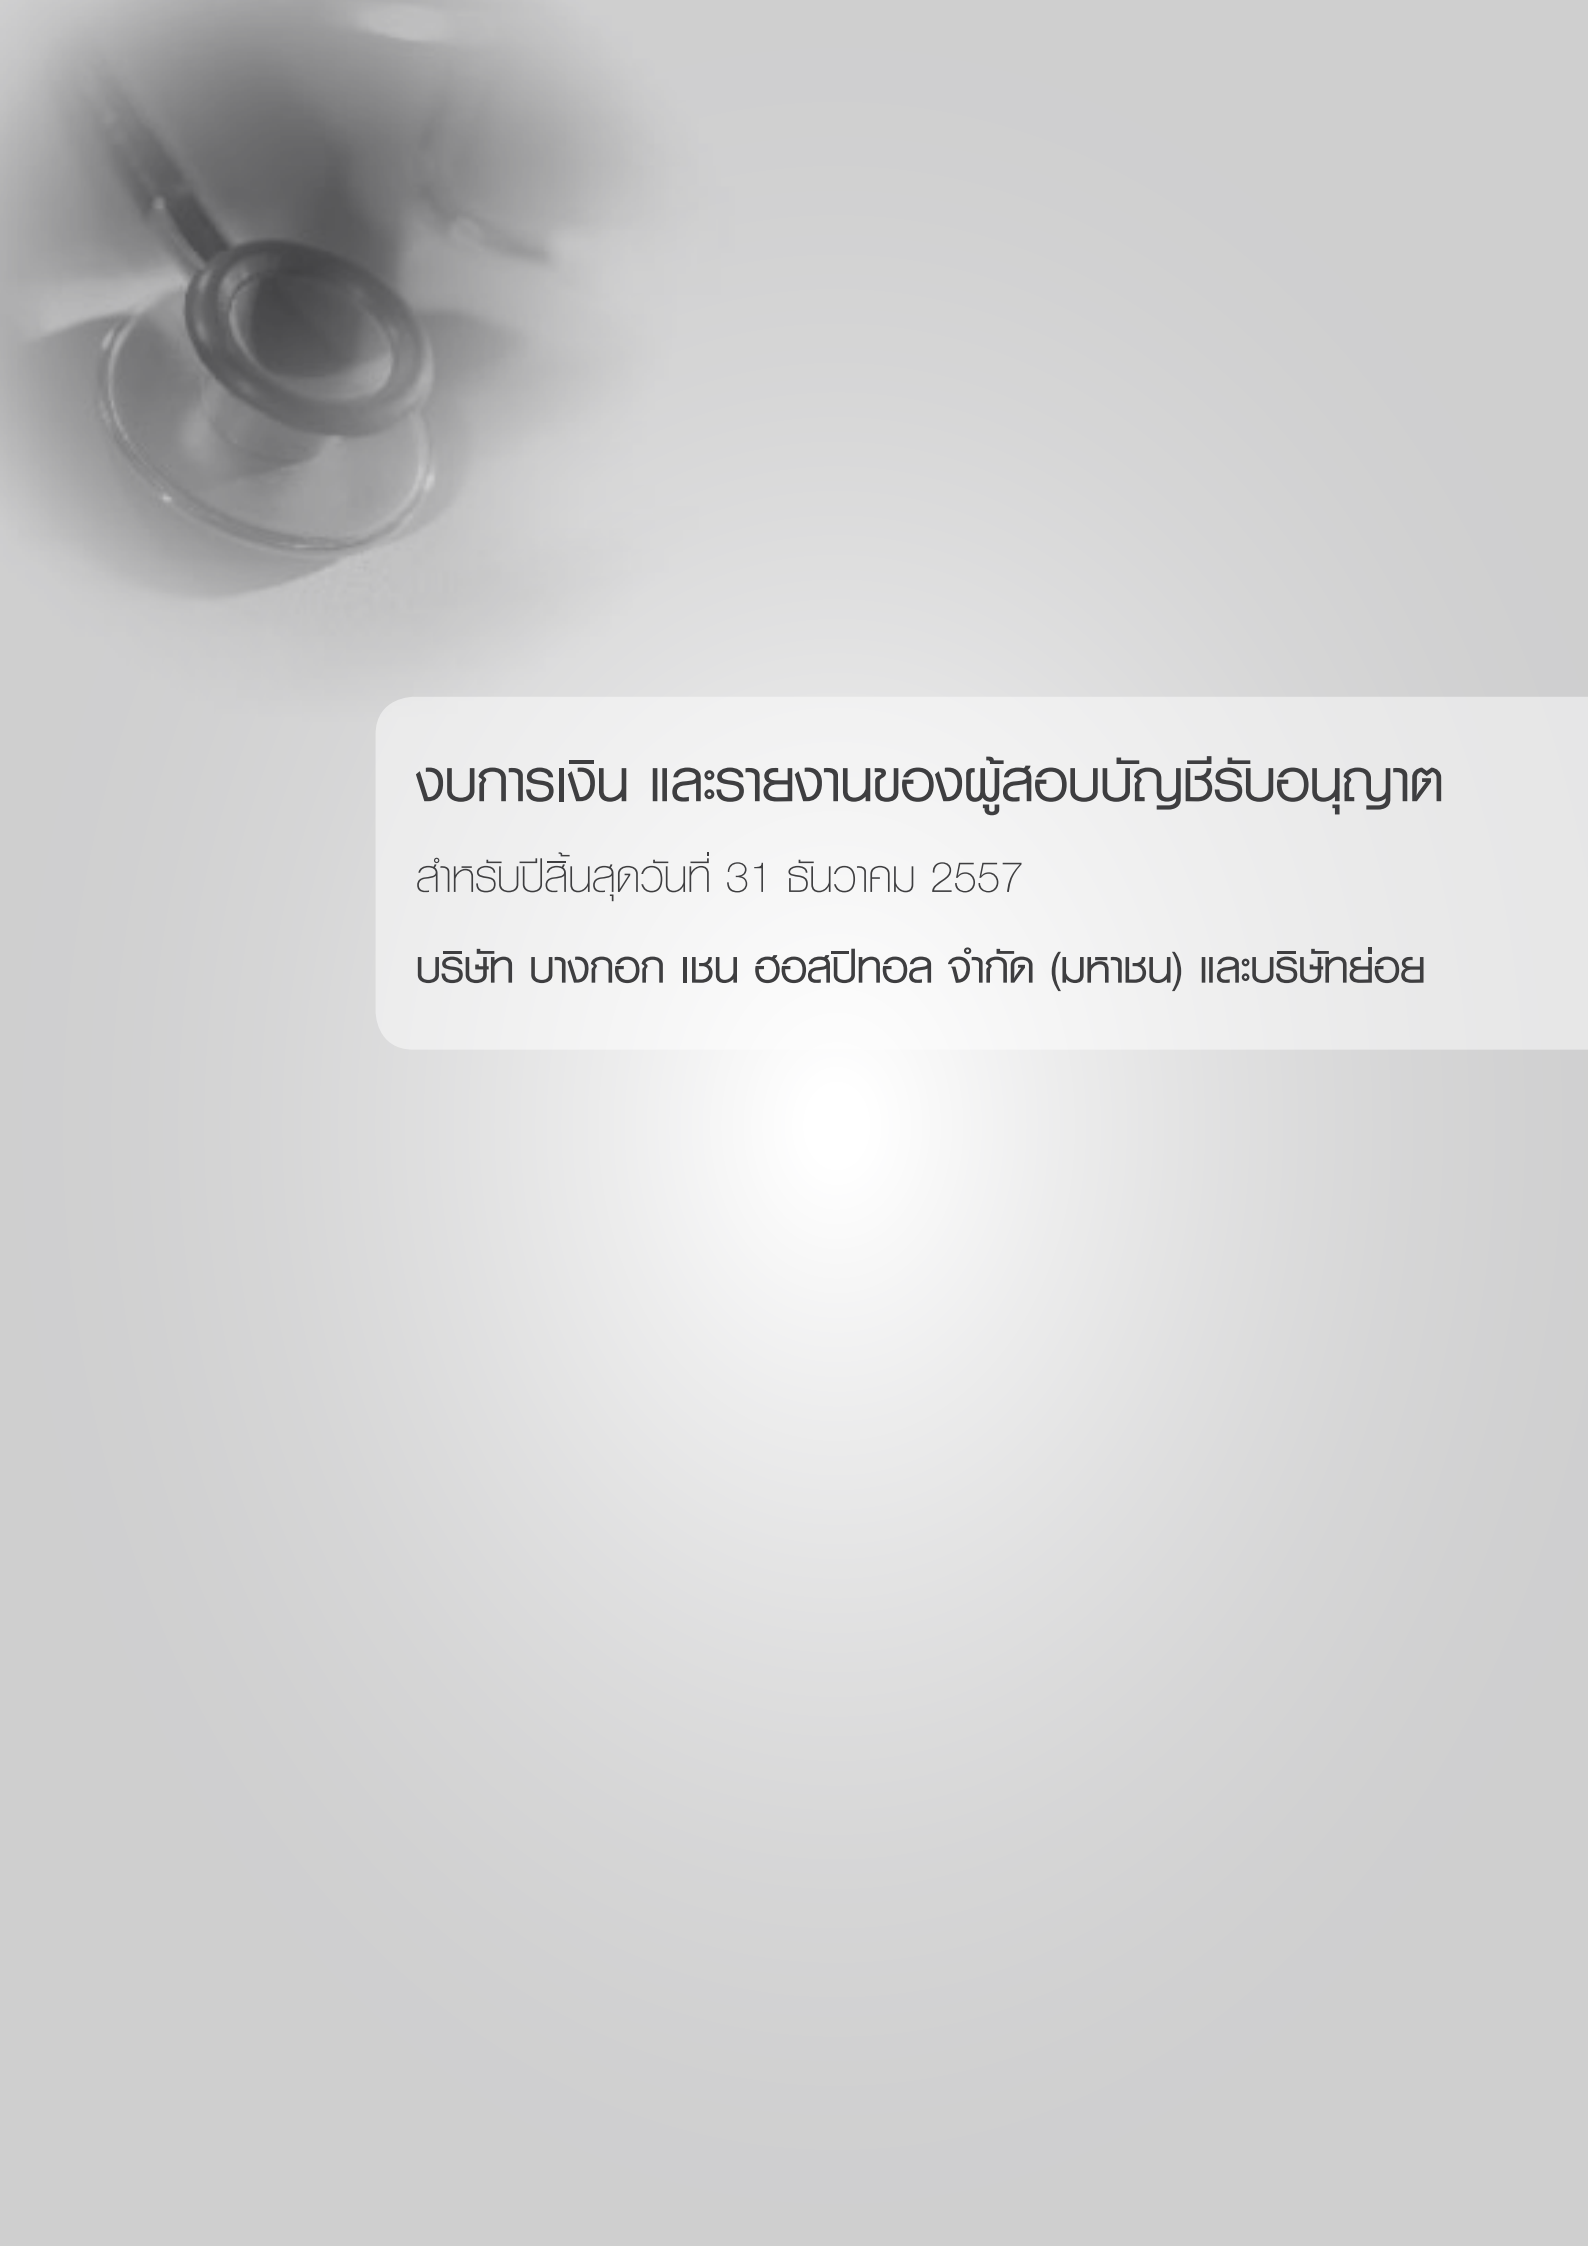 งบการเงิน และรายงานของผู้สอบบัญชีรับอนุญาต
สำหรับปีสิ้นสุดวันที่ 31 ธันวาคม 2557
บริษัท บางกอก เชน ฮอสปิทอล จำกัด (มหาชน) และบริษัทย่อย